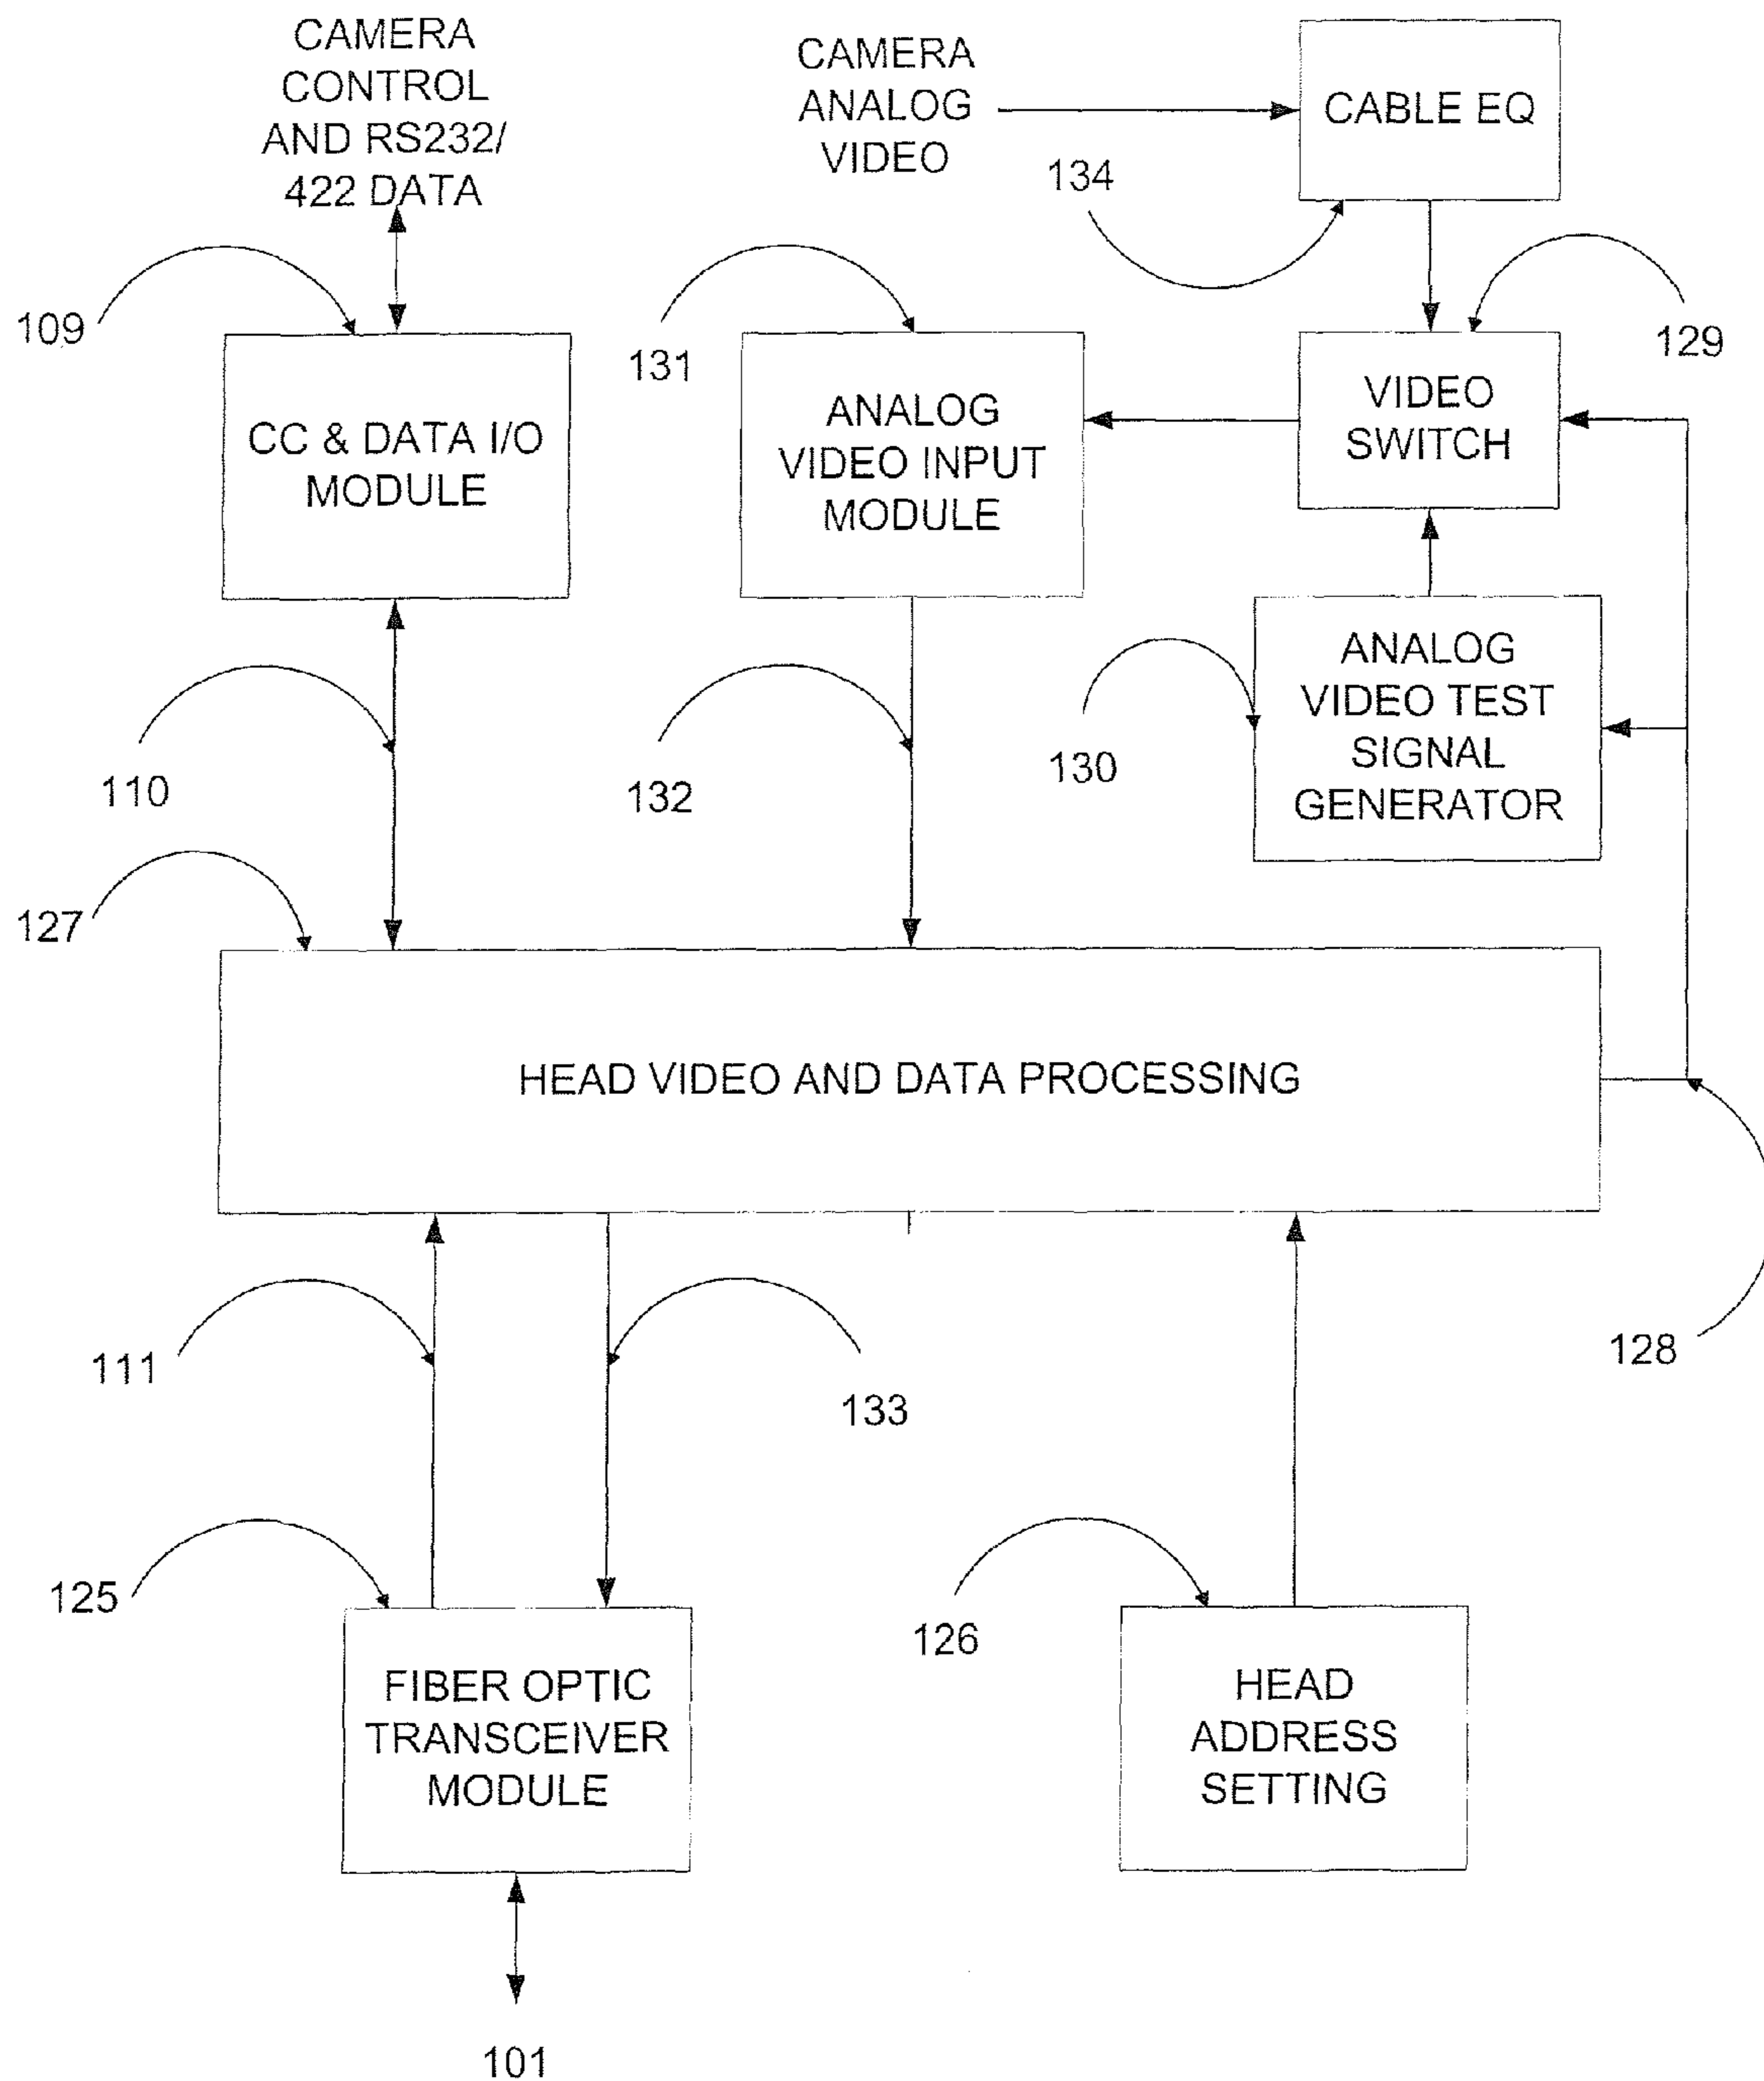 CAMERA
CONTROL
AND RS232/
422 DATA
CAMERA
ANALOG
VIDEO
CABLE EQ
134
109
131
129
CC & DATA I/O
MODULE
ANALOG
VIDEO INPUT
MODULE
VIDEO
SWITCH
110
132
130
ANALOG
VIDEO TEST
SIGNAL
GENERATOR
127
HEAD VIDEO AND DATA PROCESSING
111
133
128
125
126
FIBER OPTIC
TRANSCEIVER
MODULE
HEAD
ADDRESS
SETTING
101